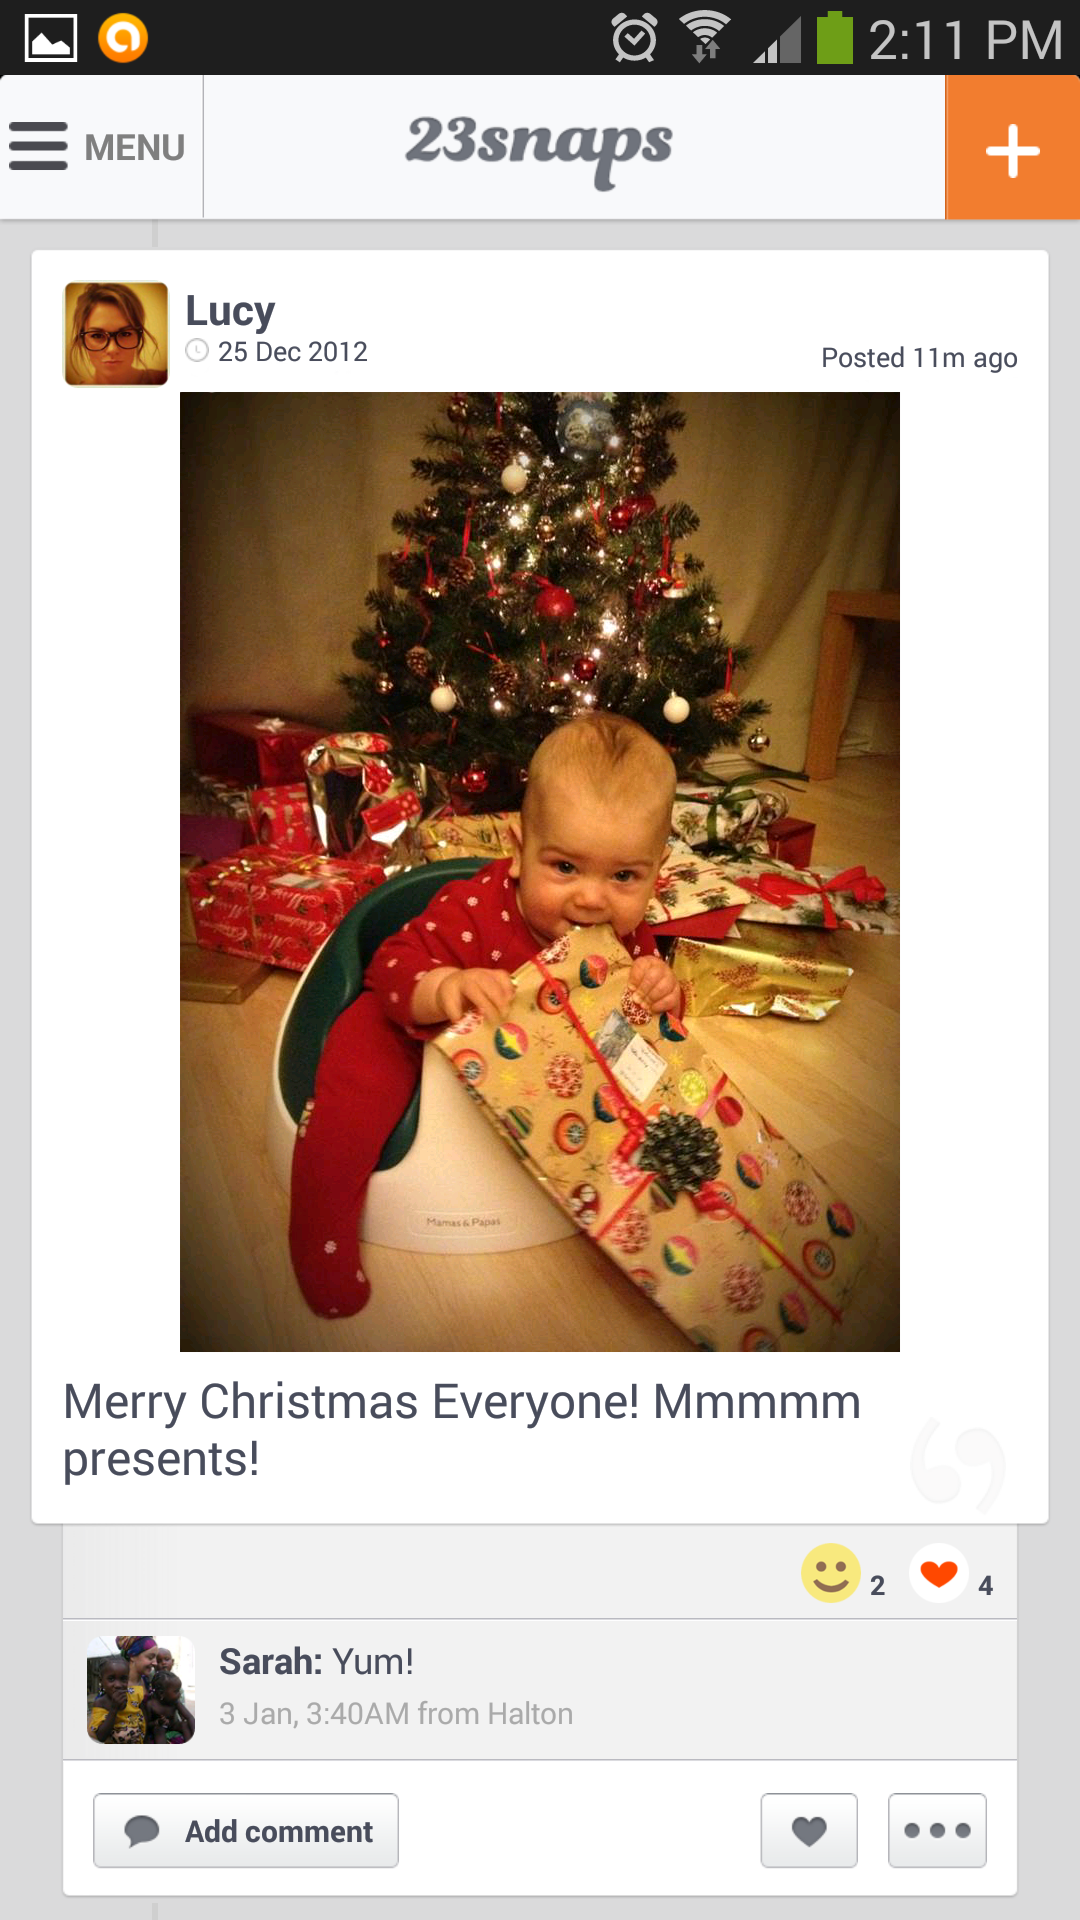 2:11 PM
MENU
23snaps
Lucy
25 Dec 2012
Posted 11m ago
Mamas & Papas
Merry Christmas Everyone! Mmmmm
presents!
2
4
Sarah: Yum!
3 Jan, 3:40AM from Halton
Add comment